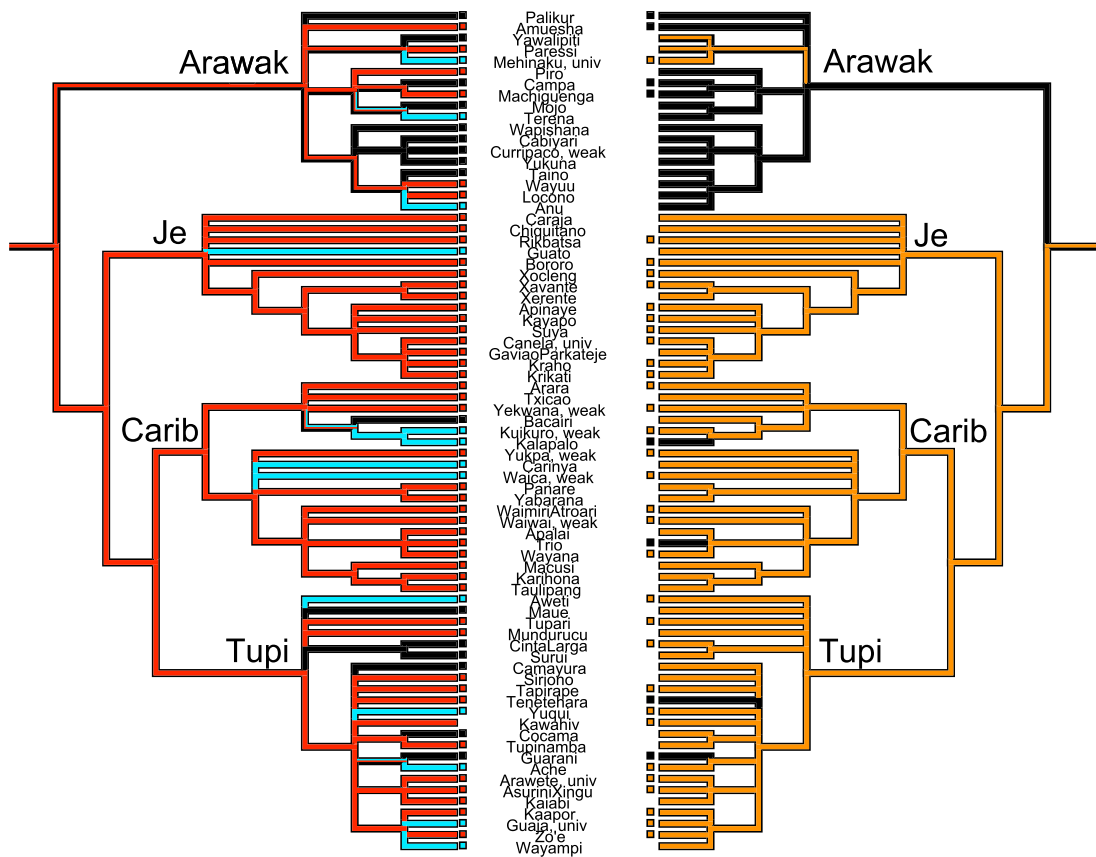 Arawak
Je
Carib
Tupi
Palikur
Amuesha
Yawalipiti
Paressi
Mehinaku, univ
Piro
Campa
Machiguenga
Mojo
Terena
Wapishana
Cabiyari
Curripaco, weak
Yukuna
Taino
Wayuu
Locono
Anu
Caraja
Chiquitano
Rikbatsa
Guato
Bororo
Xocleng
Xavante
Xerente
Apinaye
Kayapo
Suya
Canela, univ
GaviaoParkateje
Kraho
Krikati
Arara
Txicao
Yekwana, weak
Bacairi
Kuikuro, weak
Kalapalo
Yukpa, weak
Carinya
Waica, weak
Panare
Yabarana
WaimiriAtroari
Waiwai, weak
Apalai
Trio
Wayana
Macusi
Karihona
Taulipang
Aweti
Maue
Tupari
Mundurucu
CintaLarga
Surui
Camayura
Siriono
Tapirape
Tenetehara
Yuqui
Kawahiv
Cocama
Tupinamba
Guarani
Ache
Arawete, univ
AsuriniXingu
Kaiabi
Kaapor
Guaja, univ
Zo'e
Wayampi
Arawak
Je
Carib
Tupi